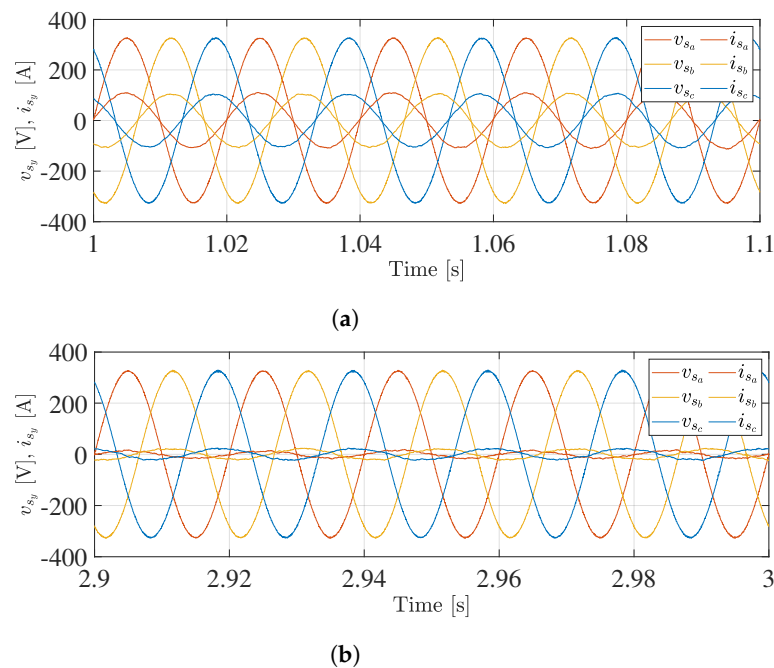 400
200
0
-200
-400
v_{s_y} [V], i_{s_y} [A]
v_{s_a} i_{s_a}
v_{s_b} i_{s_b}
v_{s_c} i_{s_c}
1 1.02 1.04 1.06 1.08 1.1
Time [s]
(a)
400
200
0
-200
-400
v_{s_y} [V], i_{s_y} [A]
v_{s_a} i_{s_a}
v_{s_b} i_{s_b}
v_{s_c} i_{s_c}
2.9 2.92 2.94 2.96 2.98 3
Time [s]
(b)